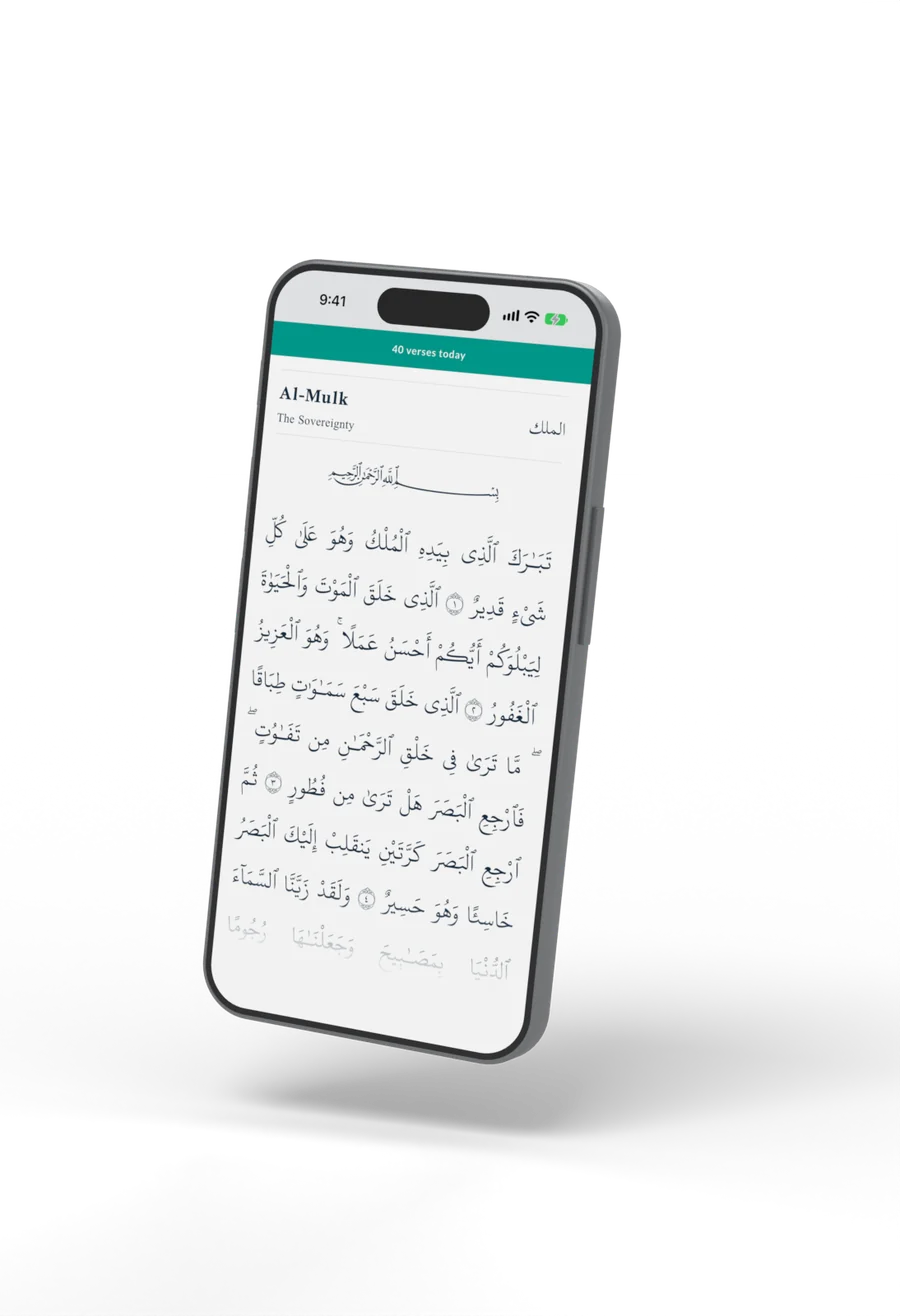 9:41
40 verses today
Al-Mulk
The Sovereignty
الملك
بِسْمِ ٱللَّهِ ٱلرَّحْمَٰنِ ٱلرَّحِيمِ
تَبَـٰرَكَ ٱلَّذِى بِيَدِهِ ٱلْمُلْكُ وَهُوَ عَلَىٰ كُلِّ
شَىْءٍ قَدِيرٌ ١ ٱلَّذِى خَلَقَ ٱلْمَوْتَ وَٱلْحَيَوٰةَ
لِيَبْلُوَكُمْ أَيُّكُمْ أَحْسَنُ عَمَلًا ۚ وَهُوَ ٱلْعَزِيزُ
ٱلْغَفُورُ ٢ ٱلَّذِى خَلَقَ سَبْعَ سَمَـٰوَٰتٍ طِبَاقًا
ۖ مَّا تَرَىٰ فِى خَلْقِ ٱلرَّحْمَـٰنِ مِن تَفَـٰوُتٍ ۖ
فَٱرْجِعِ ٱلْبَصَرَ هَلْ تَرَىٰ مِن فُطُورٍ ٣ ثُمَّ
ٱرْجِعِ ٱلْبَصَرَ كَرَّتَيْنِ يَنقَلِبْ إِلَيْكَ ٱلْبَصَرُ
خَاسِئًا وَهُوَ حَسِيرٌ ٤ وَلَقَدْ زَيَّنَّا ٱلسَّمَآءَ
ٱلدُّنْيَا بِمَصَـٰبِيحَ وَجَعَلْنَـٰهَا رُجُومًا